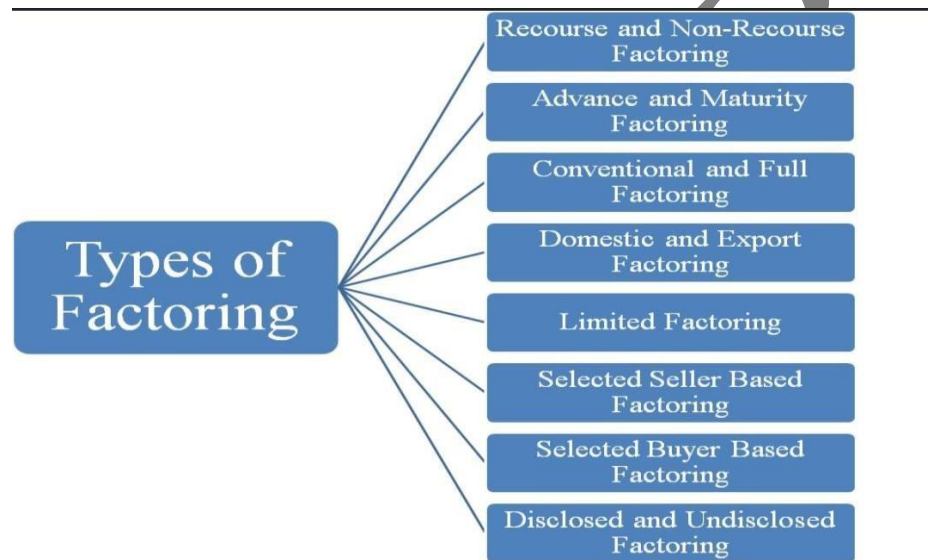 Types of
Factoring
Recourse and Non-Recourse
Factoring
Advance and Maturity
Factoring
Conventional and Full
Factoring
Domestic and Export
Factoring
Limited Factoring
Selected Seller Based
Factoring
Selected Buyer Based
Factoring
Disclosed and Undisclosed
Factoring